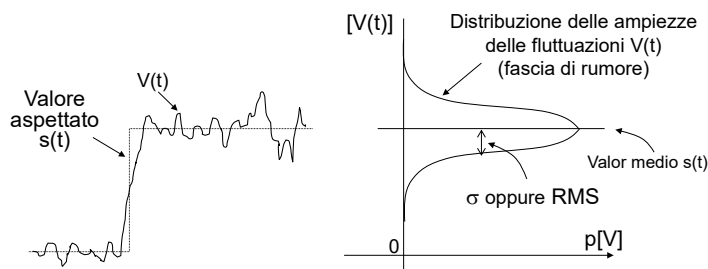 V(t)
Valore
aspettato
s(t)
[V(t)]
Distribuzione delle ampiezze
delle fluttuazioni V(t)
(fascia di rumore)
Valor medio s(t)
σ oppure RMS
0
p[V]